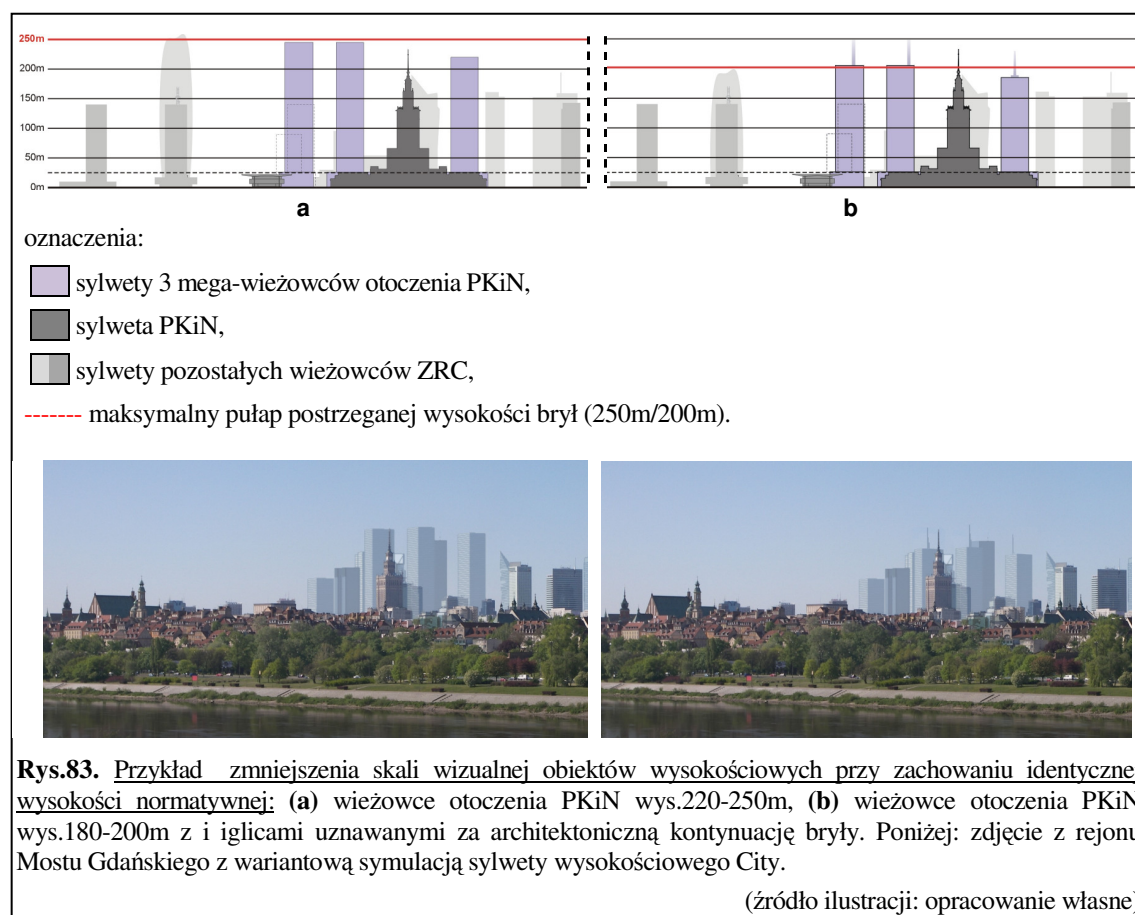 250m
200m
150m
100m
50m
0m
a
b
oznaczenia:
sylwety 3 mega-wieżowców otoczenia PKiN,
sylweta PKiN,
sylwety pozostałych wieżowców ZRC,
------- maksymalny pułap postrzeganej wysokości brył (250m/200m).
Rys.83. Przykład zmniejszenia skali wizualnej obiektów wysokościowych przy zachowaniu identycznej
wysokości normatywnej: (a) wieżowce otoczenia PKiN wys.220-250m, (b) wieżowce otoczenia PKiN
wys.180-200m z i iglicami uznawanymi za architektoniczną kontynuację bryły. Poniżej: zdjęcie z rejonu
Mostu Gdańskiego z wariantową symulacją sylwety wysokościowego City.
(źródło ilustracji: opracowanie własne)